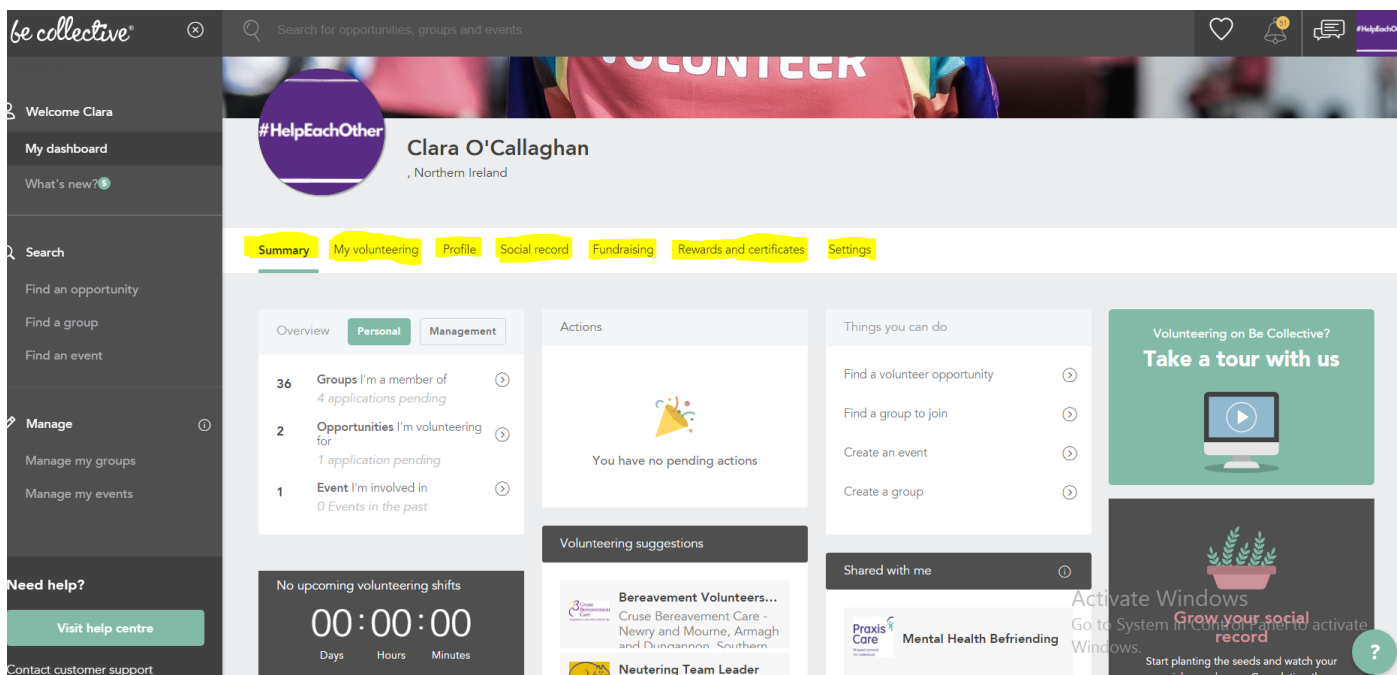 be collective®
Search for opportunities, groups and events
51
#HelpEachO
VOLUNTEER
Welcome Clara
My dashboard
What's new?
5
Search
Find an opportunity
Find a group
Find an event
Manage
Manage my groups
Manage my events
Need help?
Visit help centre
Contact customer support
#HelpEachOther
Clara O'Callaghan
, Northern Ireland
Summary My volunteering Profile Social record Fundraising Rewards and certificates Settings
Overview Personal Management
36 Groups I'm a member of
4 applications pending
2 Opportunities I'm volunteering
for
1 application pending
1 Event I'm involved in
0 Events in the past
No upcoming volunteering shifts
00:00:00
Days Hours Minutes
Actions
You have no pending actions
Volunteering suggestions
Cruse
Bereavement
Care
Bereavement Volunteers...
Cruse Bereavement Care -
Newry and Mourne, Armagh
and Dungannon, Southern
Neutering Team Leader
Things you can do
Find a volunteer opportunity
Find a group to join
Create an event
Create a group
Shared with me
Praxis
Care
Mental Health Befriending
Volunteering on Be Collective?
Take a tour with us
Grow your social
record
Start planting the seeds and watch your
Activate Windows
Go to System in Control Panel to activate
Windows.
?